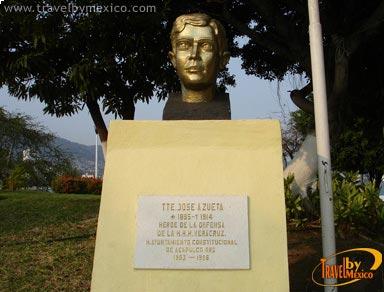 www.travelbymexico.com
TTE. JOSE AZUETA
* 1895 - † 1914
HEROE DE LA DEFENSA
DE LA H.H.H. VERACRUZ.
H. AYUNTAMIENTO CONSTITUCIONAL
DE ACAPULCO GRO.
1993 - 1996
Travel by
MEXICO